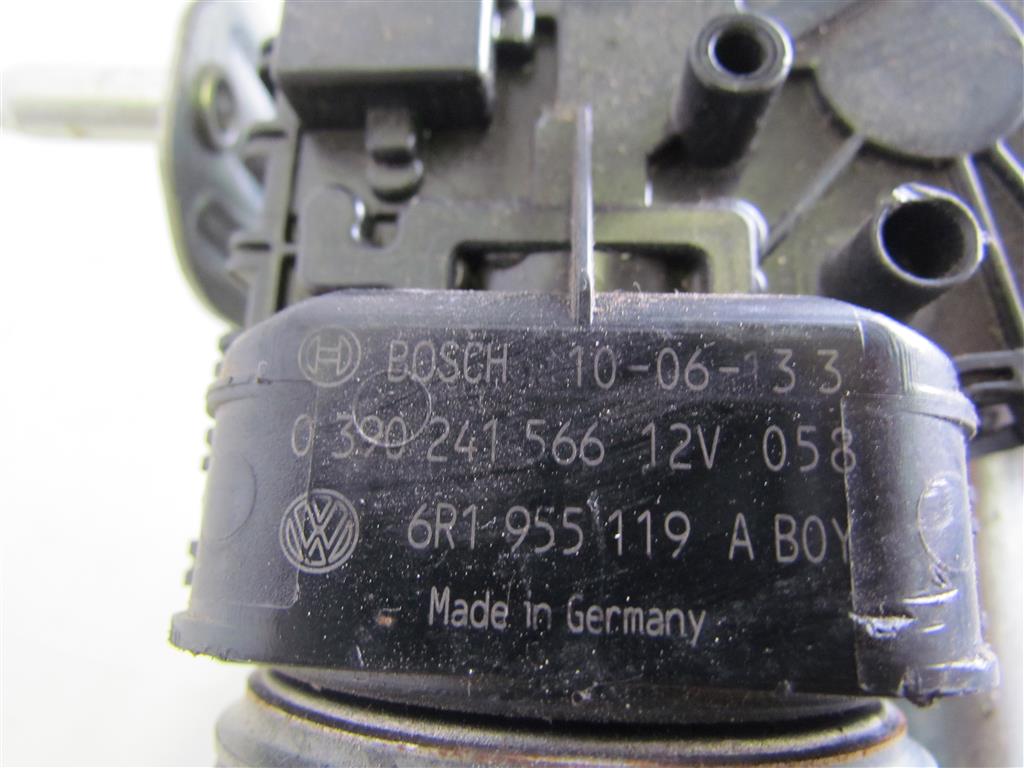 BOSCH 10-06-13 3
0 390 241 566 12V 058
6R1 955 119 A BOY
Made in Germany